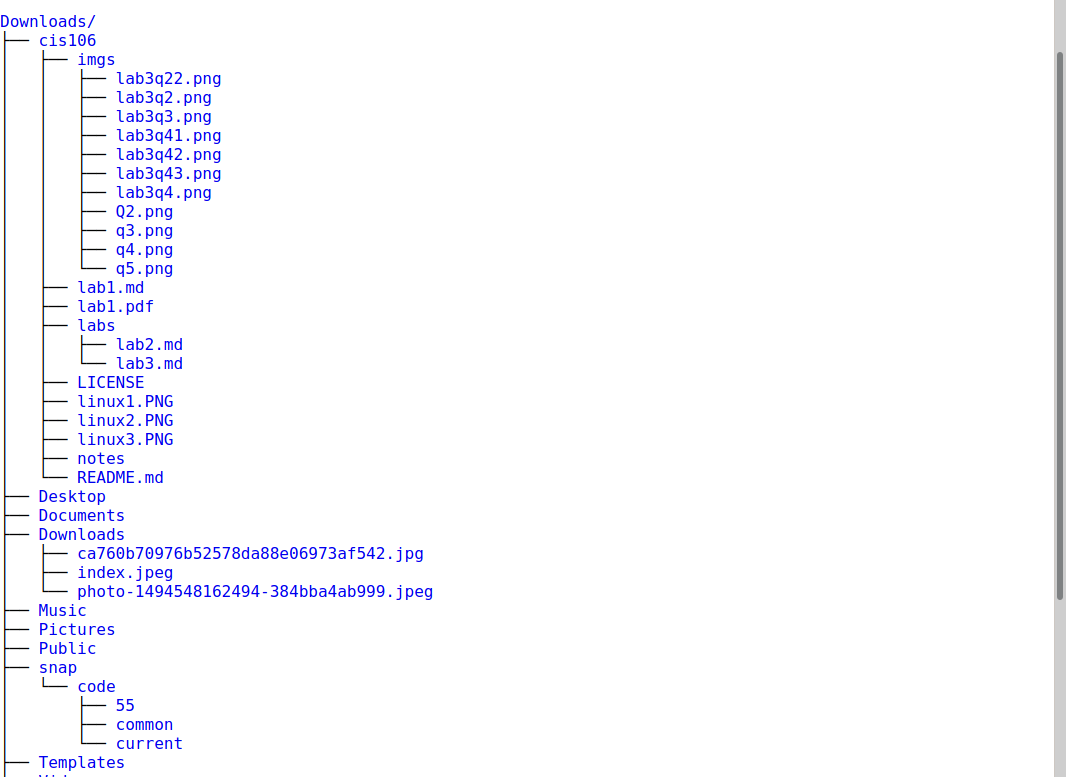 Downloads/
├── cis106
│   ├── imgs
│   │   ├── lab3q22.png
│   │   ├── lab3q2.png
│   │   ├── lab3q3.png
│   │   ├── lab3q41.png
│   │   ├── lab3q42.png
│   │   ├── lab3q43.png
│   │   ├── lab3q4.png
│   │   ├── Q2.png
│   │   ├── q3.png
│   │   ├── q4.png
│   │   └── q5.png
│   ├── lab1.md
│   ├── lab1.pdf
│   ├── labs
│   │   ├── lab2.md
│   │   └── lab3.md
│   ├── LICENSE
│   ├── linux1.PNG
│   ├── linux2.PNG
│   ├── linux3.PNG
│   ├── notes
│   └── README.md
├── Desktop
├── Documents
├── Downloads
│   ├── ca760b70976b52578da88e06973af542.jpg
│   ├── index.jpeg
│   └── photo-1494548162494-384bba4ab999.jpeg
├── Music
├── Pictures
├── Public
├── snap
│   └── code
│       ├── 55
│       ├── common
│       └── current
├── Templates